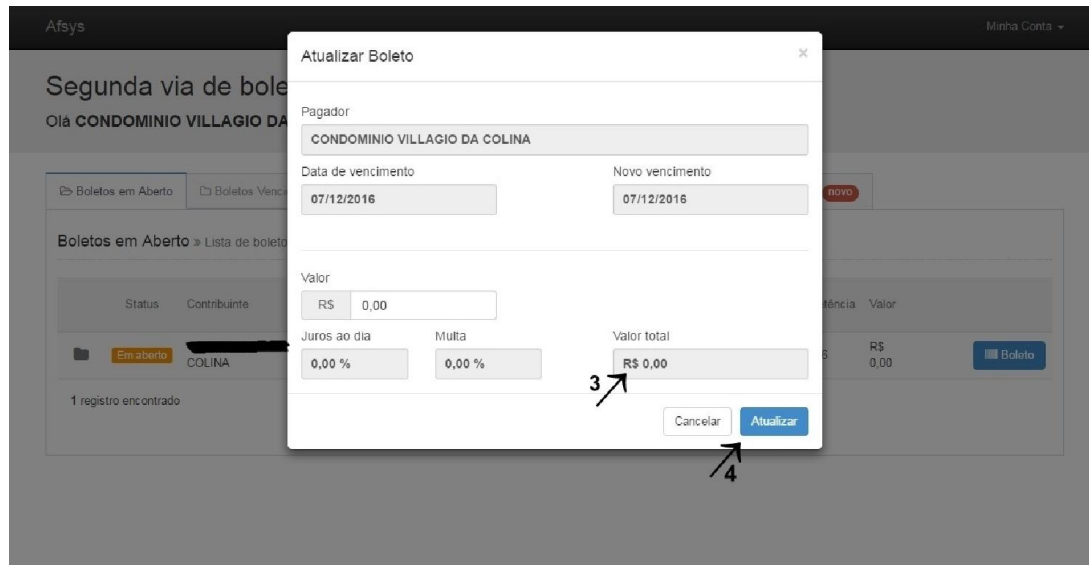 Afsys
Minha Conta
Segunda via de bole
Olá CONDOMINIO VILLAGIO DA
Boletos em Aberto
Boletos Venc
novo
Boletos em Aberto » Lista de boleto
Status Contribuinte
Valor
Em aberto
COLINA
R$
0,00
Boleto
1 registro encontrado
Atualizar Boleto ×
Pagador
CONDOMINIO VILLAGIO DA COLINA
Data de vencimento Novo vencimento
07/12/2016 07/12/2016
Valor
R$ 0,00
Juros ao dia Multa Valor total
0,00 % 0,00 % R$ 0,00
3
Cancelar Atualizar
4